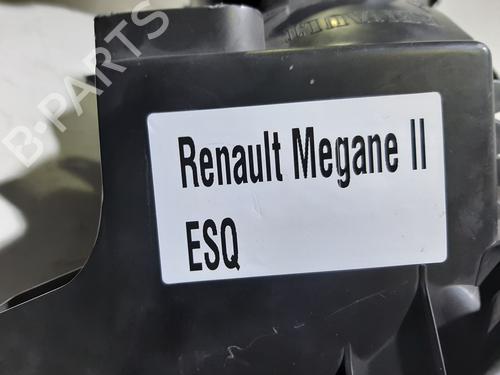 B-PARTS
Renault Megane II
ESQ